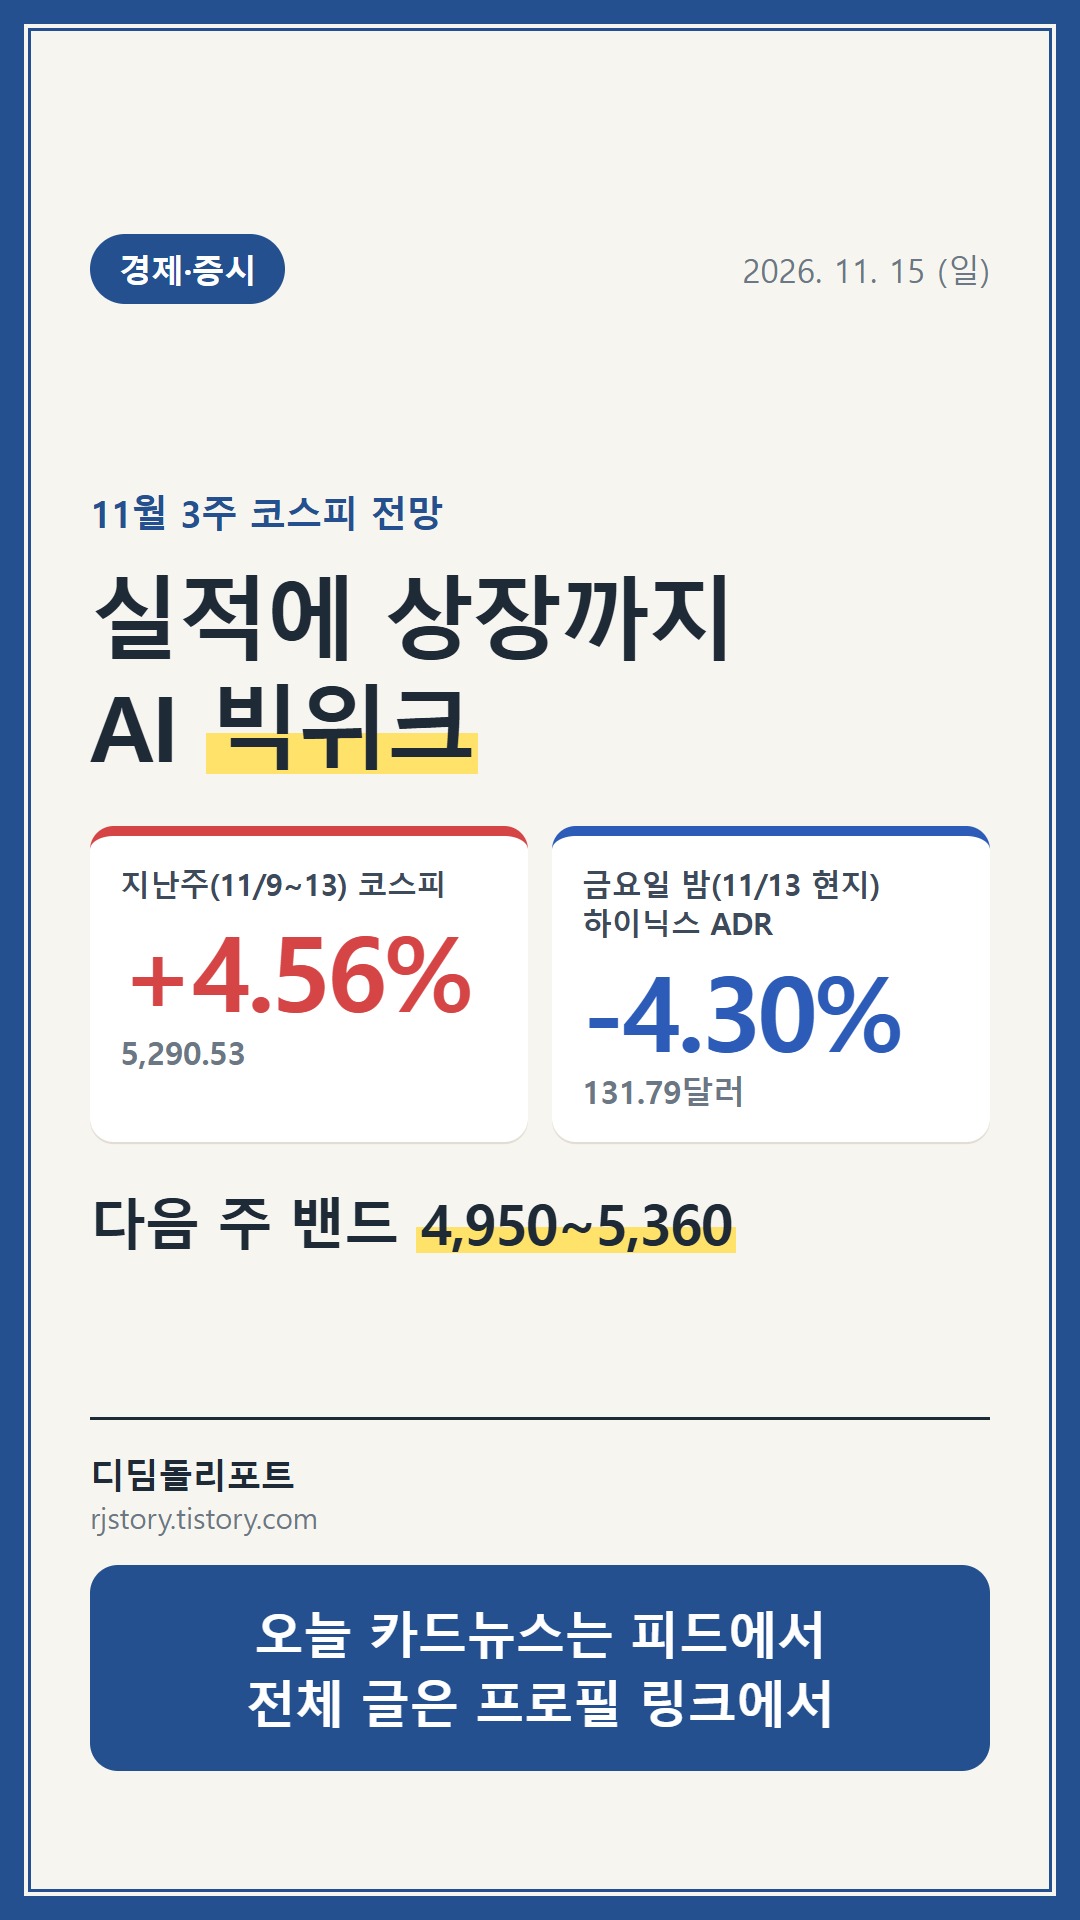 경제·증시
2026. 11. 15 (일)
11월 3주 코스피 전망
실적에 상장까지
AI 빅위크
지난주(11/9~13) 코스피
+4.56%
5,290.53
금요일 밤(11/13 현지)
하이닉스 ADR
-4.30%
131.79달러
다음 주 밴드 4,950~5,360
디딤돌리포트
rjstory.tistory.com
오늘 카드뉴스는 피드에서
전체 글은 프로필 링크에서